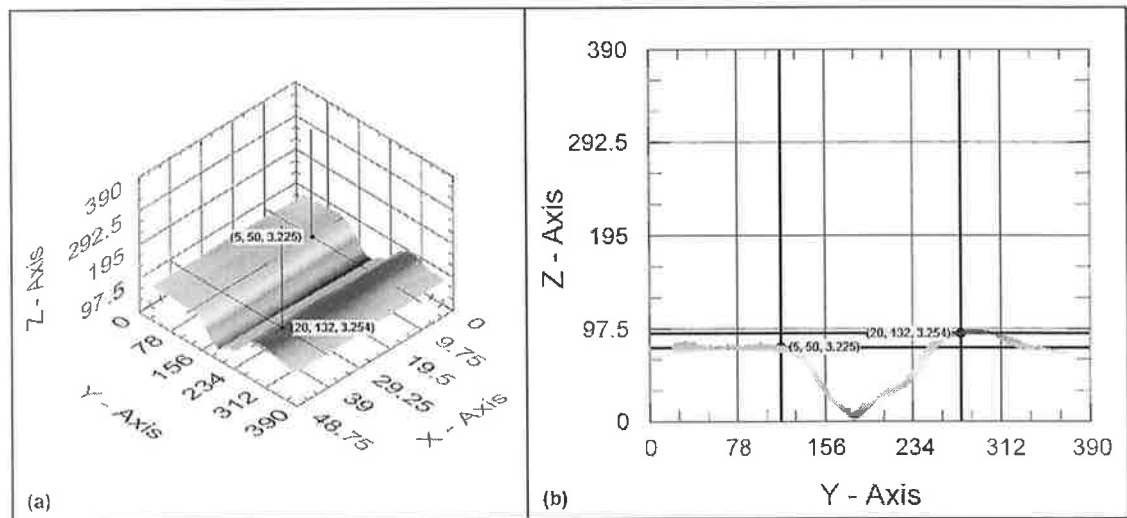 390
292.5
195
97.5
Z - Axis
(5, 50, 3.225)
(20, 132, 3.254)
0
78
156
234
312
390
Y - Axis
0
9.75
19.5
29.25
39
48.75
X - Axis
(a)
390
292.5
195
97.5
0
Z - Axis
(20, 132, 3.254)
(5, 50, 3.225)
0 78 156 234 312 390
Y - Axis
(b)